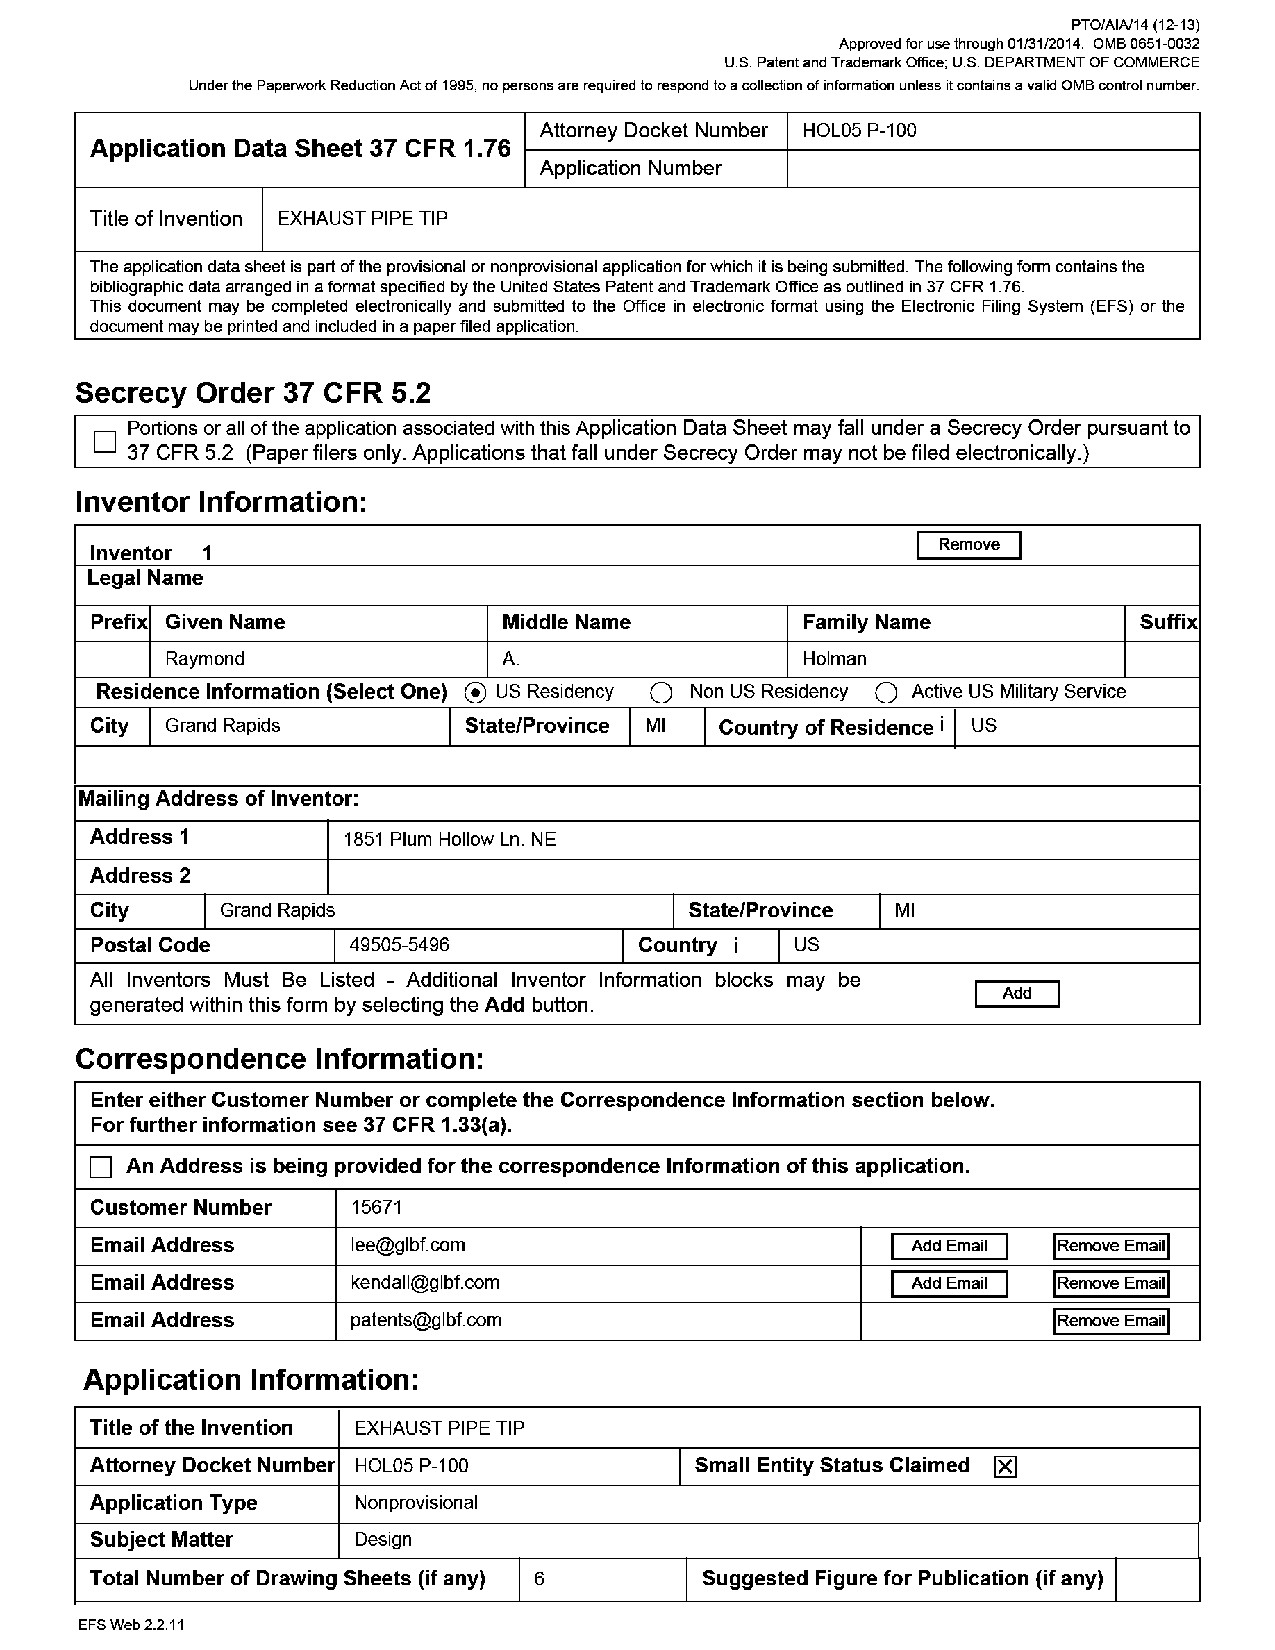 PTO/AIA/14 (12-13)
Approved for use through 01/31/2014. OMB 0651-0032
U.S. Patent and Trademark Office; U.S. DEPARTMENT OF COMMERCE
Under the Paperwork Reduction Act of 1995, no persons are required to respond to a collection of information unless it contains a valid OMB control number.
Application Data Sheet 37 CFR 1.76
Attorney Docket Number HOL05 P-100
Application Number
Title of Invention EXHAUST PIPE TIP
The application data sheet is part of the provisional or nonprovisional application for which it is being submitted. The following form contains the
bibliographic data arranged in a format specified by the United States Patent and Trademark Office as outlined in 37 CFR 1.76.
This document may be completed electronically and submitted to the Office in electronic format using the Electronic Filing System (EFS) or the
document may be printed and included in a paper filed application.
Secrecy Order 37 CFR 5.2
Portions or all of the application associated with this Application Data Sheet may fall under a Secrecy Order pursuant to
37 CFR 5.2 (Paper filers only. Applications that fall under Secrecy Order may not be filed electronically.)
Inventor Information:
Inventor 1 Remove
Legal Name
Prefix Given Name Middle Name Family Name Suffix
Raymond A. Holman
Residence Information (Select One) US Residency Non US Residency Active US Military Service
City Grand Rapids State/Province MI Country of Residence i US
Mailing Address of Inventor:
Address 1 1851 Plum Hollow Ln. NE
Address 2
City Grand Rapids State/Province MI
Postal Code 49505-5496 Country i US
All Inventors Must Be Listed - Additional Inventor Information blocks may be
generated within this form by selecting the Add button.
Add
Correspondence Information:
Enter either Customer Number or complete the Correspondence Information section below.
For further information see 37 CFR 1.33(a).
An Address is being provided for the correspondence Information of this application.
Customer Number 15671
Email Address lee@glbf.com Add Email Remove Email
Email Address kendall@glbf.com Add Email Remove Email
Email Address patents@glbf.com Remove Email
Application Information:
Title of the Invention EXHAUST PIPE TIP
Attorney Docket Number HOL05 P-100 Small Entity Status Claimed
Application Type Nonprovisional
Subject Matter Design
Total Number of Drawing Sheets (if any) 6 Suggested Figure for Publication (if any)
EFS Web 2.2.11